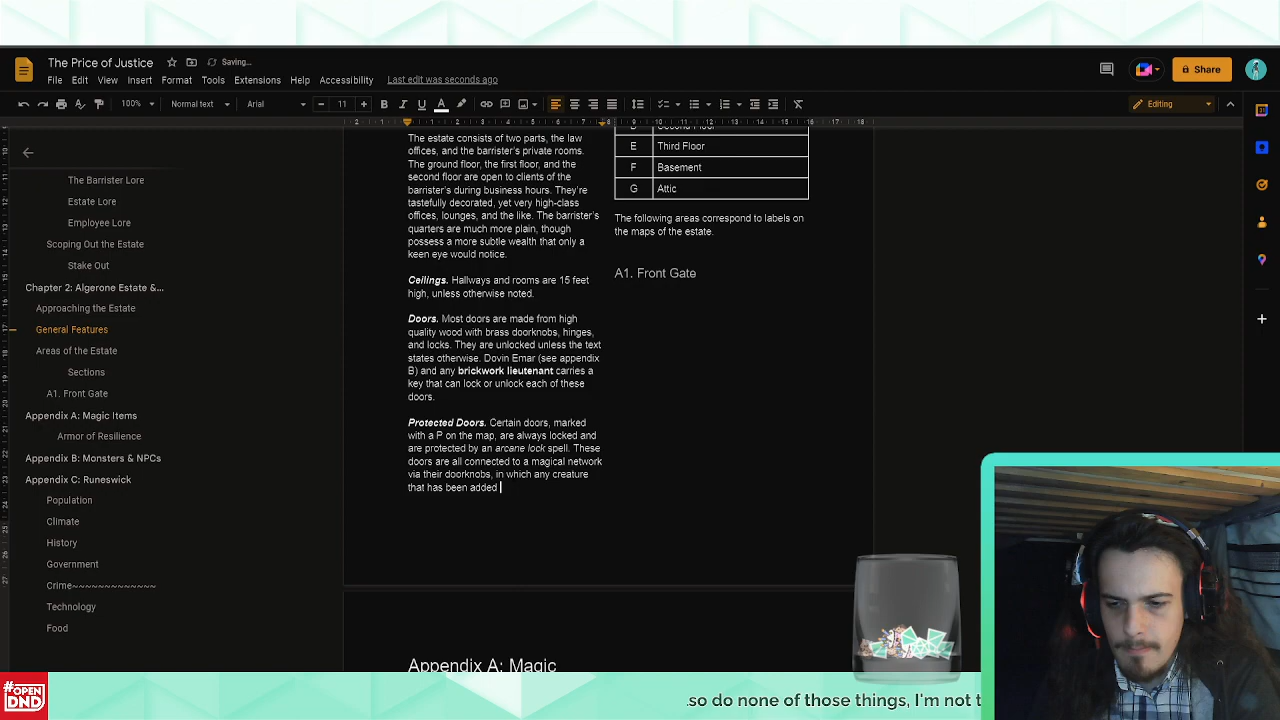 The Price of Justice
Saving...
File Edit View Insert Format Tools Extensions Help Accessibility
Last edit was seconds ago
Share
100%
Normal text
Arial
11
Editing
The Barrister Lore
Estate Lore
Employee Lore
Scoping Out the Estate
Stake Out
Chapter 2: Algerone Estate &...
Approaching the Estate
General Features
Areas of the Estate
Sections
A1. Front Gate
Appendix A: Magic Items
Armor of Resilience
Appendix B: Monsters & NPCs
Appendix C: Runeswick
Population
Climate
History
Government
Crime~~~~~~~~~~~~~
Technology
Food
The estate consists of two parts, the law
offices, and the barrister's private rooms.
The ground floor, the first floor, and the
second floor are open to clients of the
barrister's during business hours. They're
tastefully decorated, yet very high-class
offices, lounges, and the like. The barrister's
quarters are much more plain, though
possess a more subtle wealth that only a
keen eye would notice.
Ceilings. Hallways and rooms are 15 feet
high, unless otherwise noted.
Doors. Most doors are made from high
quality wood with brass doorknobs, hinges,
and locks. They are unlocked unless the text
states otherwise. Dovin Emar (see appendix
B) and any brickwork lieutenant carries a
key that can lock or unlock each of these
doors.
Protected Doors. Certain doors, marked
with a P on the map, are always locked and
are protected by an arcane lock spell. These
doors are all connected to a magical network
via their doorknobs, in which any creature
that has been added
D Second Floor
E Third Floor
F Basement
G Attic
The following areas correspond to labels on
the maps of the estate.
A1. Front Gate
Appendix A: Magic
#OPEN
DND
so do none of those things, I'm not t